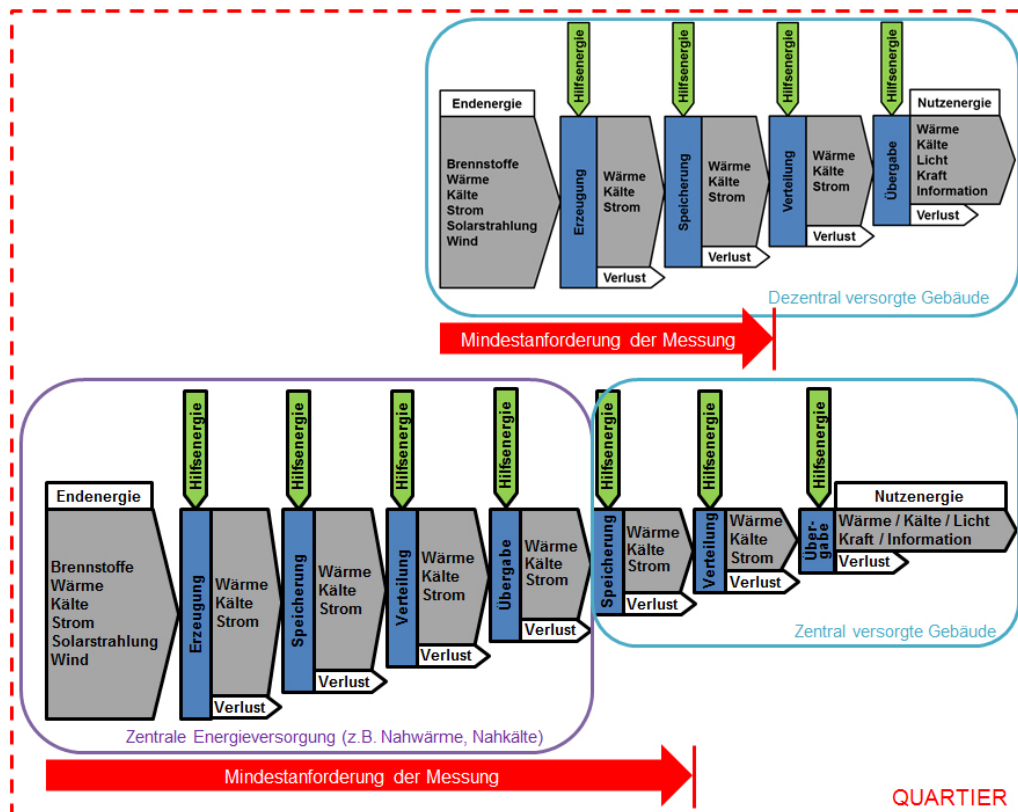 Hilfsenergie
Hilfsenergie
Hilfsenergie
Hilfsenergie
Endenergie
Brennstoffe
Wärme
Kälte
Strom
Solarstrahlung
Wind
Erzeugung
Wärme
Kälte
Strom
Verlust
Speicherung
Wärme
Kälte
Strom
Verlust
Verteilung
Wärme
Kälte
Strom
Verlust
Übergabe
Nutzenergie
Wärme
Kälte
Licht
Kraft
Information
Verlust
Dezentral versorgte Gebäude
Mindestanforderung der Messung
Hilfsenergie
Hilfsenergie
Hilfsenergie
Hilfsenergie
Hilfsenergie
Hilfsenergie
Hilfsenergie
Endenergie
Brennstoffe
Wärme
Kälte
Strom
Solarstrahlung
Wind
Erzeugung
Wärme
Kälte
Strom
Verlust
Speicherung
Wärme
Kälte
Strom
Verlust
Verteilung
Wärme
Kälte
Strom
Verlust
Übergabe
Wärme
Kälte
Strom
Verlust
Speicherung
Wärme
Kälte
Strom
Verlust
Verteilung
Wärme
Kälte
Strom
Verlust
Über-
gabe
Nutzenergie
Wärme / Kälte / Licht
Kraft / Information
Verlust
Zentral versorgte Gebäude
Zentrale Energieversorgung (z.B. Nahwärme, Nahkälte)
Mindestanforderung der Messung
QUARTIER